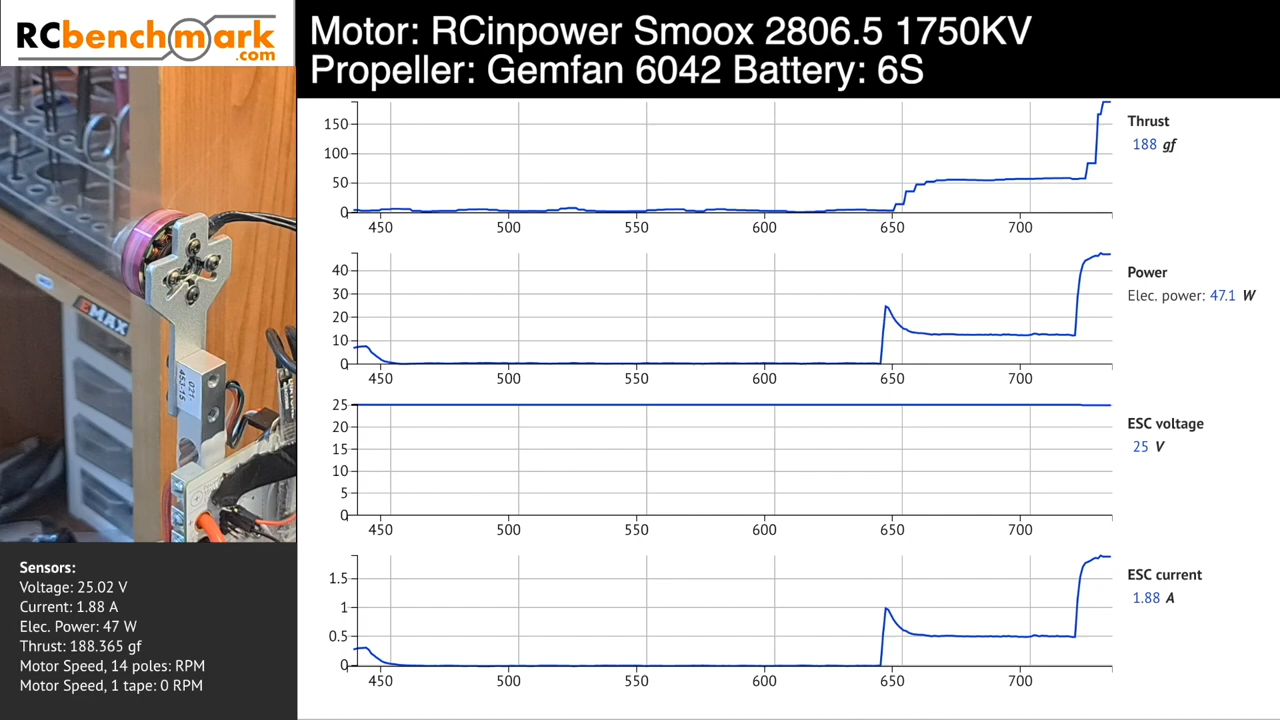 RCbenchmark
.com
Motor: RCinpower Smoox 2806.5 1750KV
Propeller: Gemfan 6042 Battery: 6S
150
100
50
0
450 500 550 600 650 700
Thrust
188 gf
40
30
20
10
0
450 500 550 600 650 700
Power
Elec. power: 47.1 W
25
20
15
10
5
0
450 500 550 600 650 700
ESC voltage
25 V
1.5
1
0.5
0
450 500 550 600 650 700
ESC current
1.88 A
EMAX
021-
453-15
Sensors:
Voltage: 25.02 V
Current: 1.88 A
Elec. Power: 47 W
Thrust: 188.365 gf
Motor Speed, 14 poles: RPM
Motor Speed, 1 tape: 0 RPM